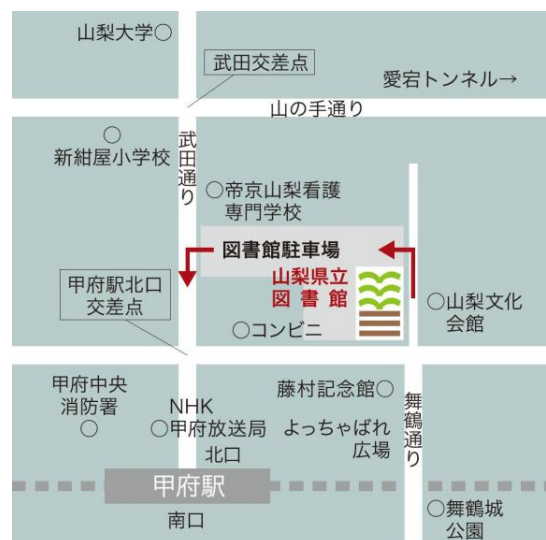 山梨大学
武田交差点
愛宕トンネル→
山の手通り
新紺屋小学校
武田通り
帝京山梨看護
専門学校
図書館駐車場
山梨県立
図書館
甲府駅北口
交差点
コンビニ
山梨文化
会館
甲府中央
消防署
NHK
甲府放送局
北口
藤村記念館
よっちゃばれ
広場
舞鶴通り
甲府駅
南口
舞鶴城
公園